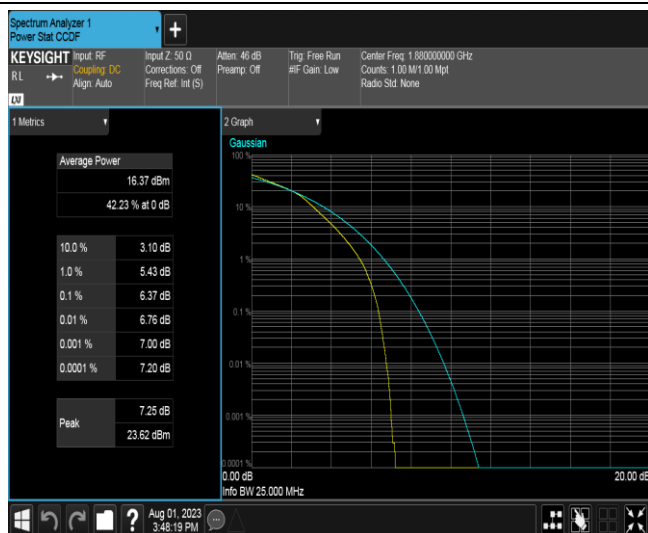 Spectrum Analyzer 1
Power Stat CCDF
+
KEYSIGHT
RL
LXI
Input: RF
Coupling: DC
Align: Auto
Input Z: 50 Ω
Corrections: Off
Freq Ref: Int (S)
Atten: 46 dB
Preamp: Off
Trig: Free Run
#IF Gain: Low
Center Freq: 1.880000000 GHz
Counts: 1.00 M/1.00 Mpt
Radio Std: None
1 Metrics
Average Power
16.37 dBm
42.23 % at 0 dB
10.0 % 3.10 dB
1.0 % 5.43 dB
0.1 % 6.37 dB
0.01 % 6.76 dB
0.001 % 7.00 dB
0.0001 % 7.20 dB
Peak
7.25 dB
23.62 dBm
2 Graph
Gaussian
100 %
10 %
1 %
0.1 %
0.01 %
0.001 %
0.0001 %
0.00 dB 20.00 dB
Info BW 25.000 MHz
?
Aug 01, 2023
3:48:19 PM